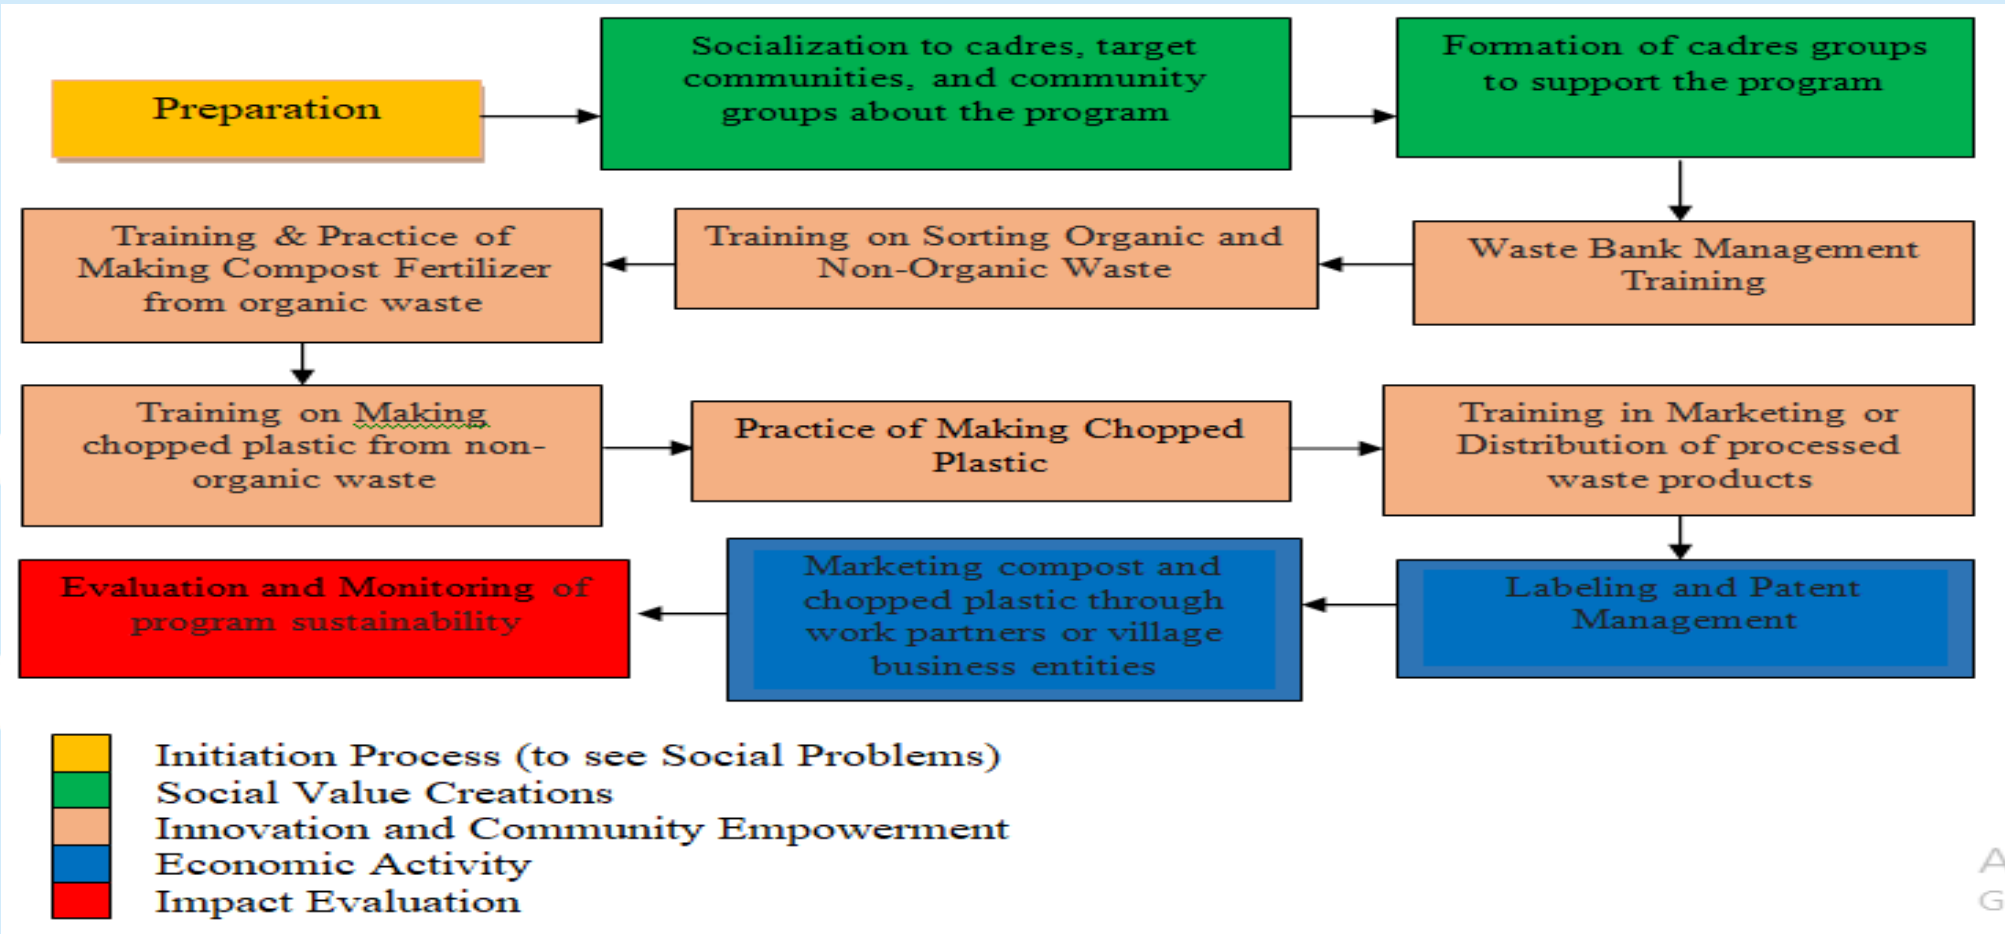 Preparation
Socialization to cadres, target
communities, and community
groups about the program
Formation of cadres groups
to support the program
Waste Bank Management
Training
Training on Sorting Organic and
Non-Organic Waste
Training & Practice of
Making Compost Fertilizer
from organic waste
Training on Making
chopped plastic from non-
organic waste
Practice of Making Chopped
Plastic
Training in Marketing or
Distribution of processed
waste products
Labeling and Patent
Management
Marketing compost and
chopped plastic through
work partners or village
business entities
Evaluation and Monitoring of
program sustainability
Initiation Process (to see Social Problems)
Social Value Creations
Innovation and Community Empowerment
Economic Activity
Impact Evaluation